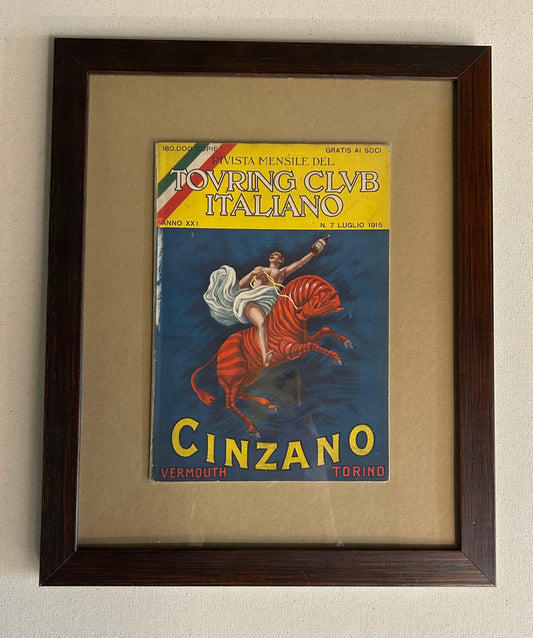 180.000 COPIE GRATIS AI SOCI
RIVISTA MENSILE DEL
TOVRING CLVB
ITALIANO
ANNO XXI N. 7 LUGLIO 1915
CINZANO
VERMOUTH TORINO